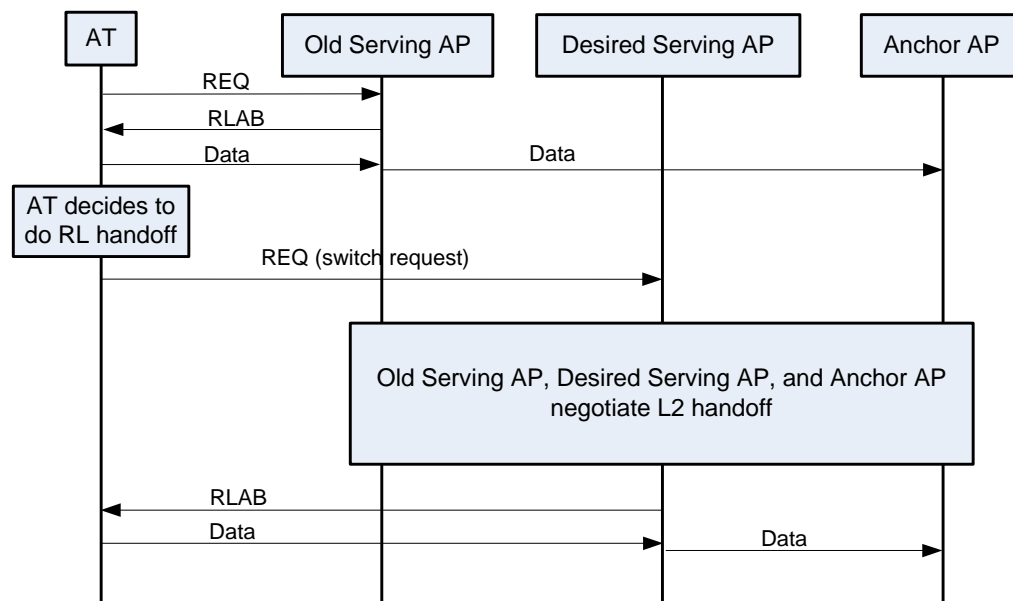 AT
Old Serving AP
Desired Serving AP
Anchor AP
REQ
RLAB
Data
Data
AT decides to
do RL handoff
REQ (switch request)
Old Serving AP, Desired Serving AP, and Anchor AP
negotiate L2 handoff
RLAB
Data
Data